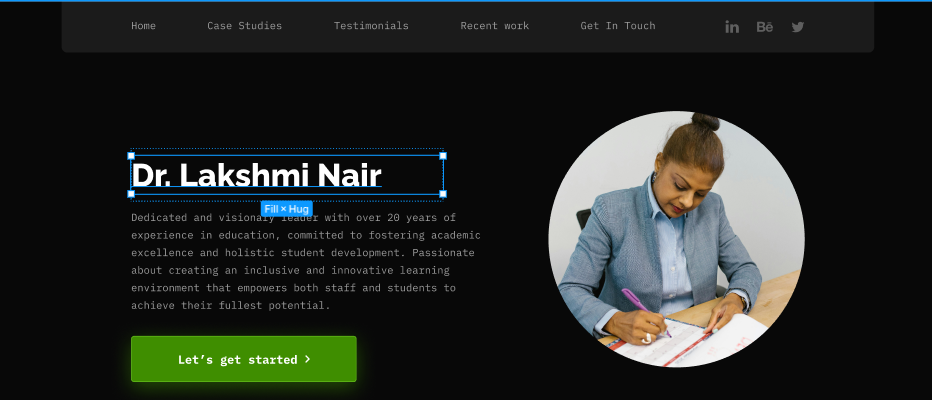 Home Case Studies Testimonials Recent work Get In Touch in Bē
Dr. Lakshmi Nair
Fill × Hug
Dedicated and visionary leader with over 20 years of
experience in education, committed to fostering academic
excellence and holistic student development. Passionate
about creating an inclusive and innovative learning
environment that empowers both staff and students to
achieve their fullest potential.
Let’s get started